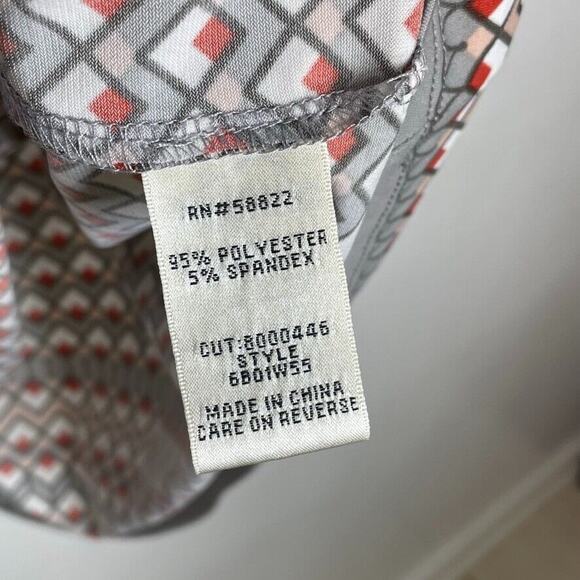 RN#58822
95% POLYESTER
5% SPANDEX
CUT:8000446
STYLE
6B01W55
MADE IN CHINA
CARE ON REVERSE